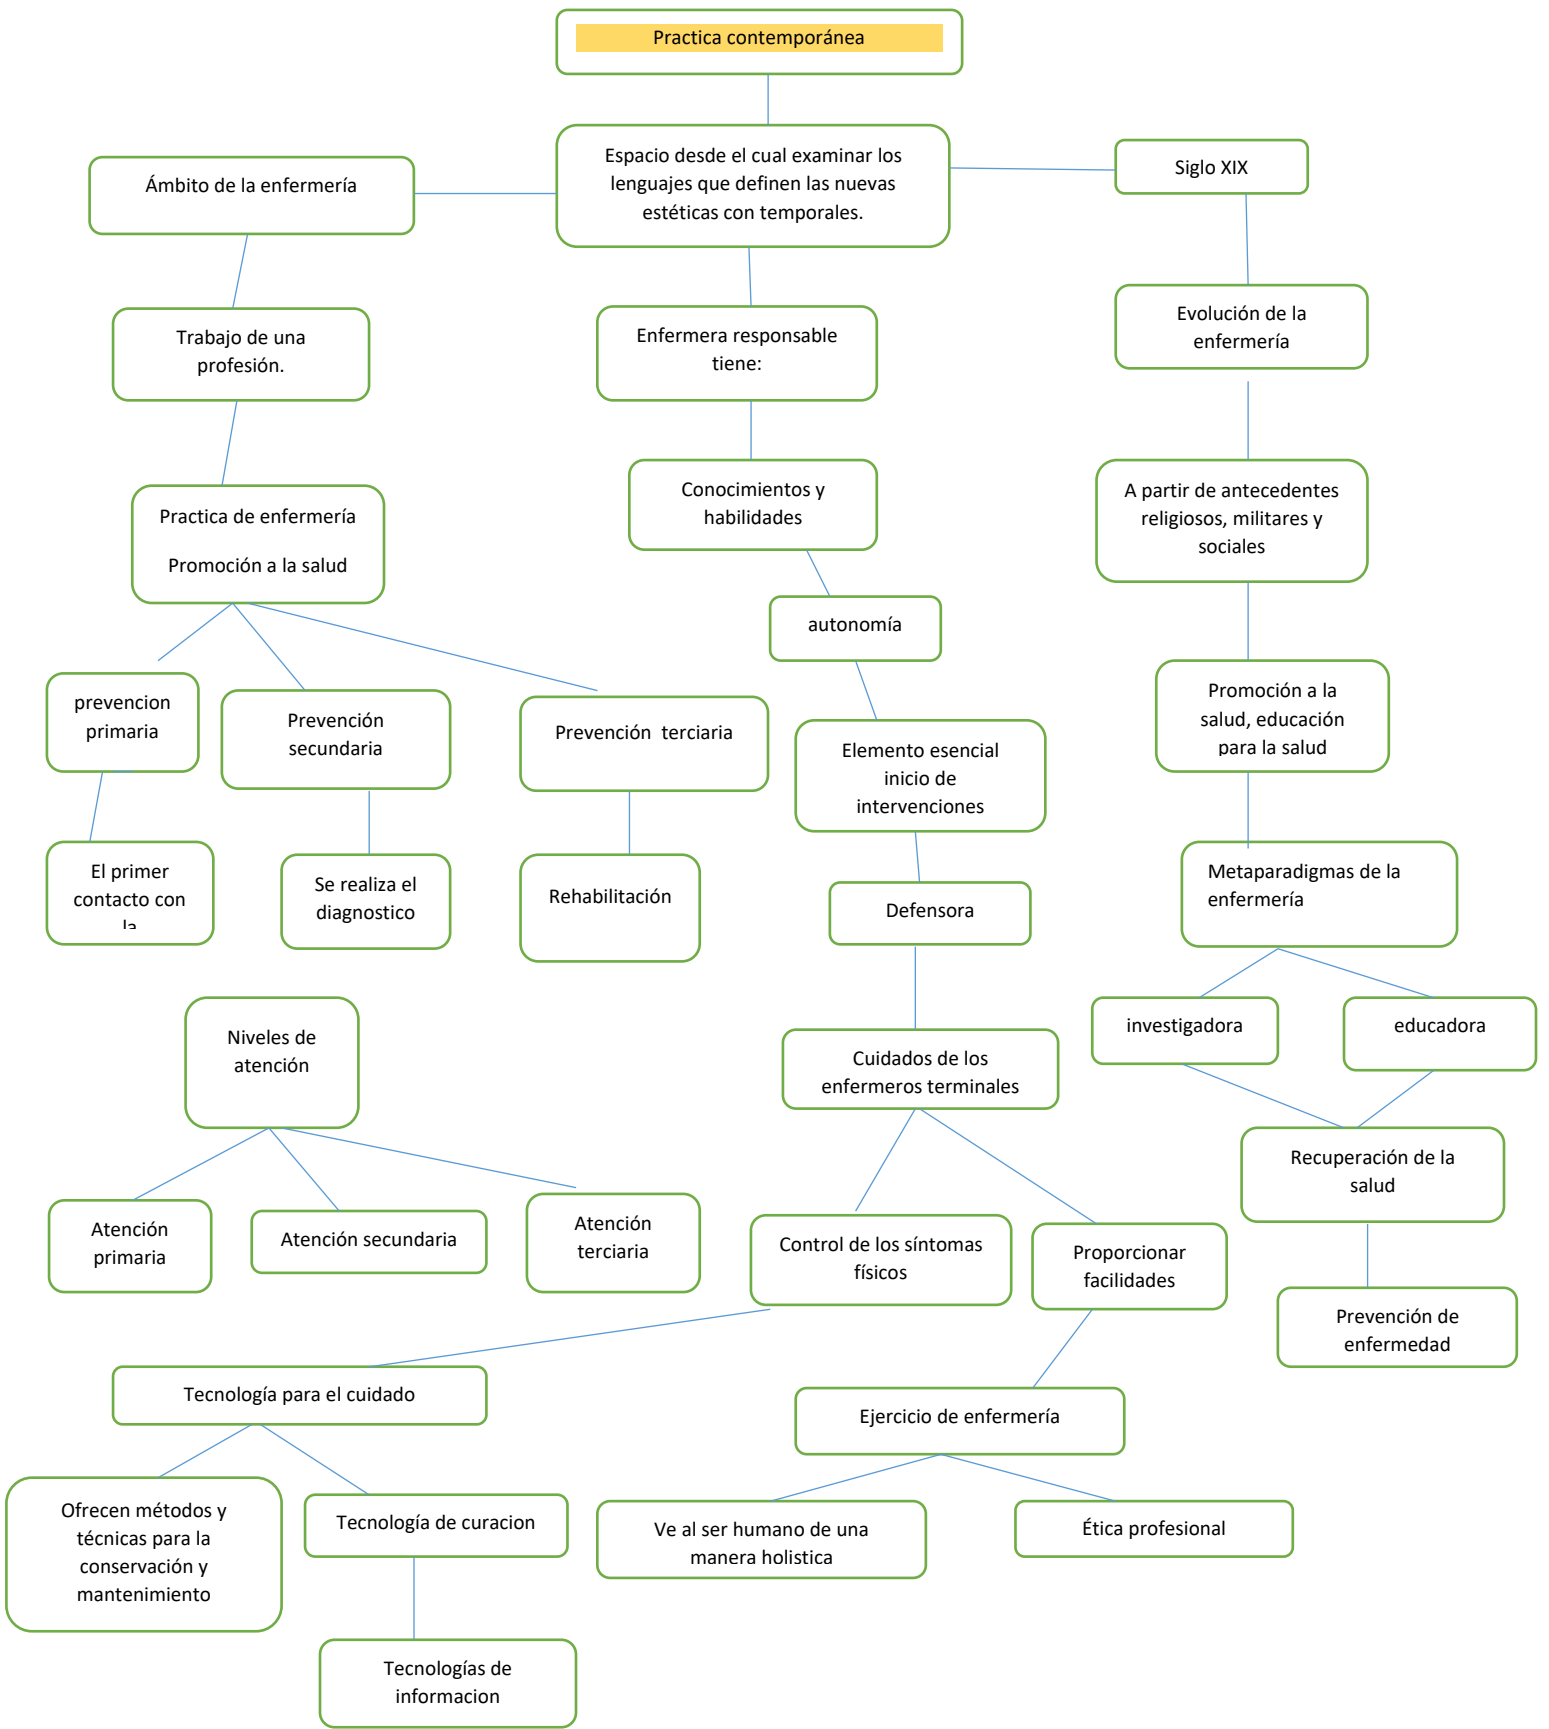 Practica contemporánea
Espacio desde el cual examinar los
lenguajes que definen las nuevas
estéticas con temporales.
Ámbito de la enfermería
Siglo XIX
Trabajo de una
profesión.
Enfermera responsable
tiene:
Evolución de la
enfermería
Practica de enfermería
Promoción a la salud
Conocimientos y
habilidades
A partir de antecedentes
religiosos, militares y
sociales
autonomía
prevencion
primaria
Prevención
secundaria
Prevención  terciaria
Elemento esencial
inicio de
intervenciones
Promoción a la
salud, educación
para la salud
El primer
contacto con
la
Se realiza el
diagnostico
Rehabilitación
Defensora
Metaparadigmas de la
enfermería
Niveles de
atención
Cuidados de los
enfermeros terminales
investigadora
educadora
Atención
primaria
Atención secundaria
Atención
terciaria
Control de los síntomas
físicos
Proporcionar
facilidades
Recuperación de la
salud
Prevención de
enfermedad
Tecnología para el cuidado
Ejercicio de enfermería
Ofrecen métodos y
técnicas para la
conservación y
mantenimiento
Tecnología de curacion
Ve al ser humano de una
manera holistica
Ética profesional
Tecnologías de
informacion